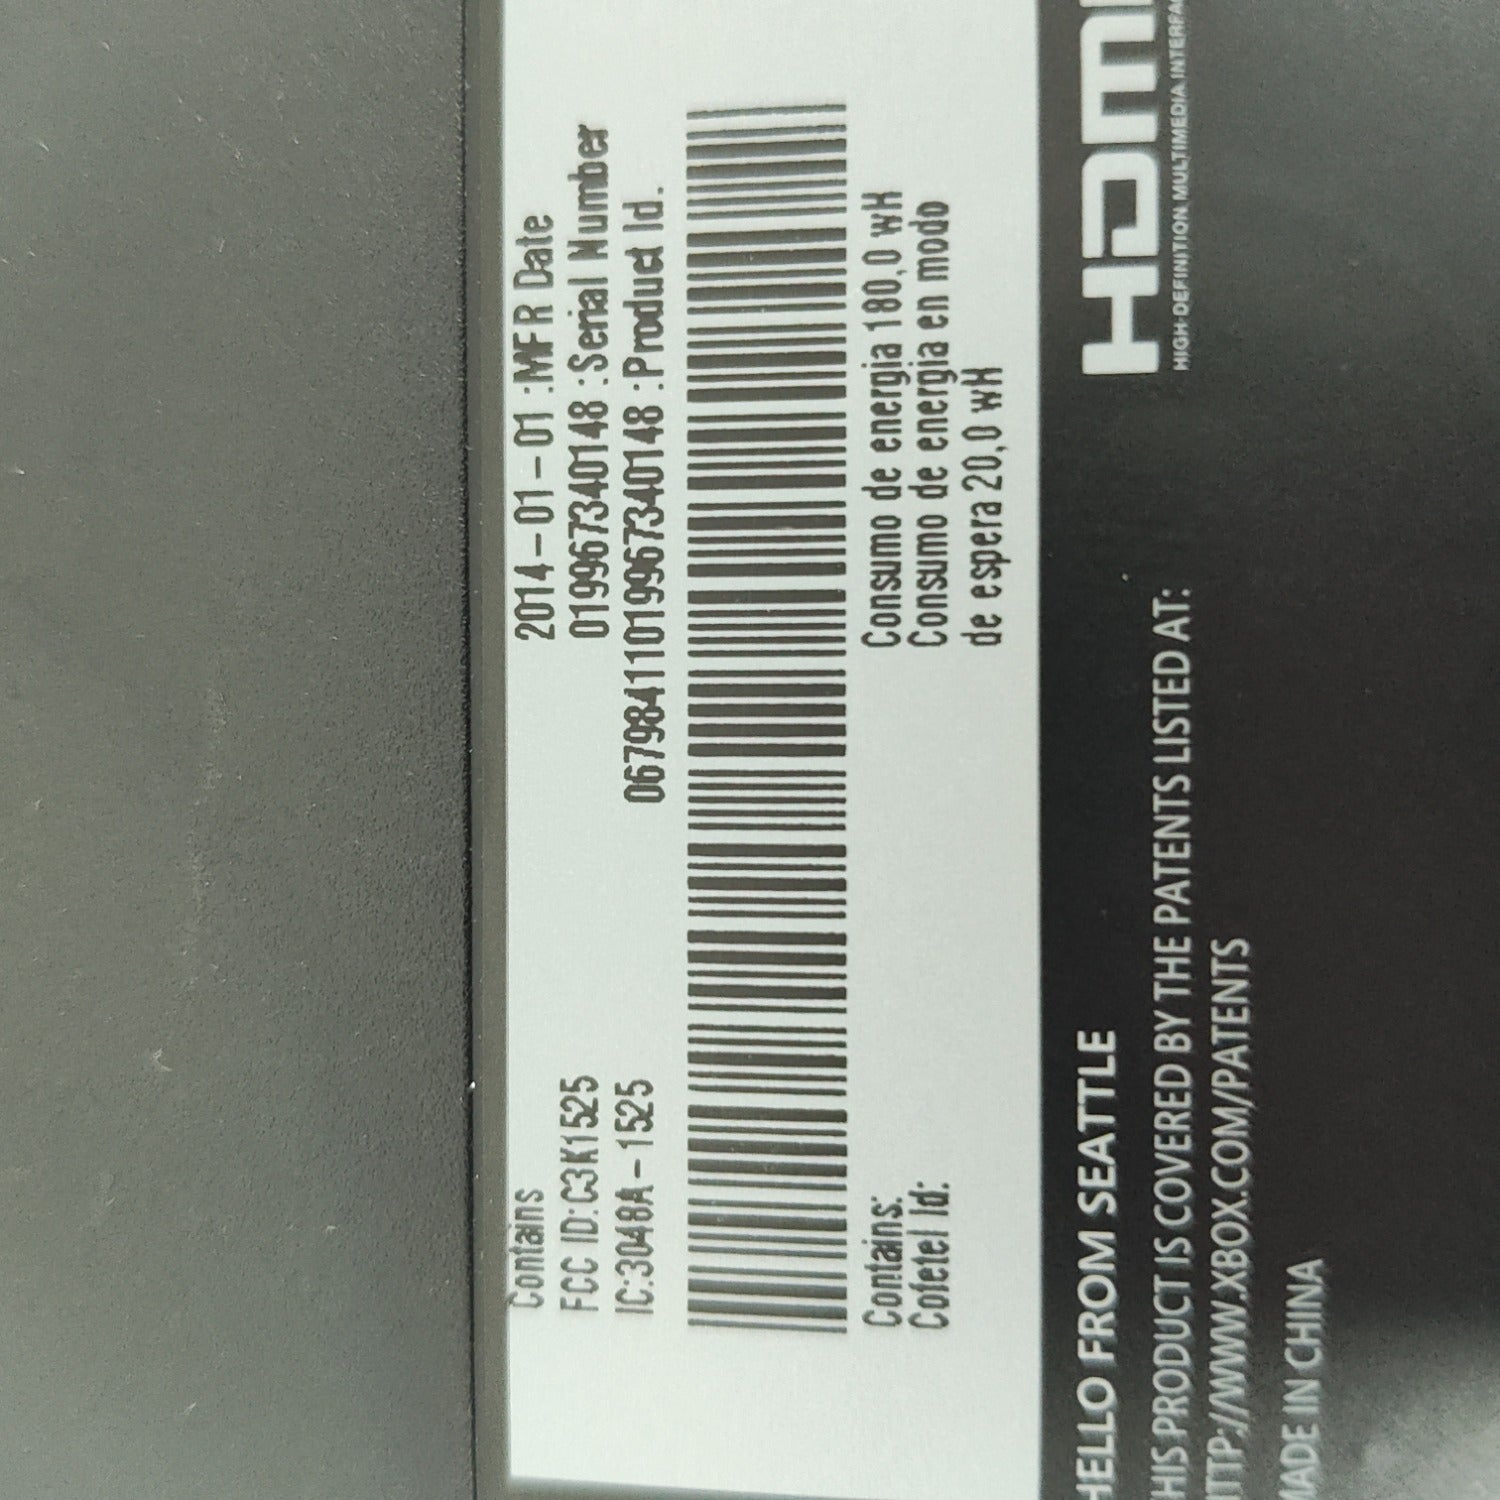 Contains
FCC ID:C3K1525
IC:3048A-1525
2014-01-01 :MFR Date
019967340148 :Serial Number
06798411019967340148 :Product Id.
Contains:
Cofetel Id:
Consumo de energia 180,0 wH
Consumo de energia en modo
de espera 20,0 wH
HELLO FROM SEATTLE
HIS PRODUCT IS COVERED BY THE PATENTS LISTED AT:
TTP://WWW.XBOX.COM/PATENTS
MADE IN CHINA
HDMI
HIGH-DEFINITION MULTIMEDIA INTERFA